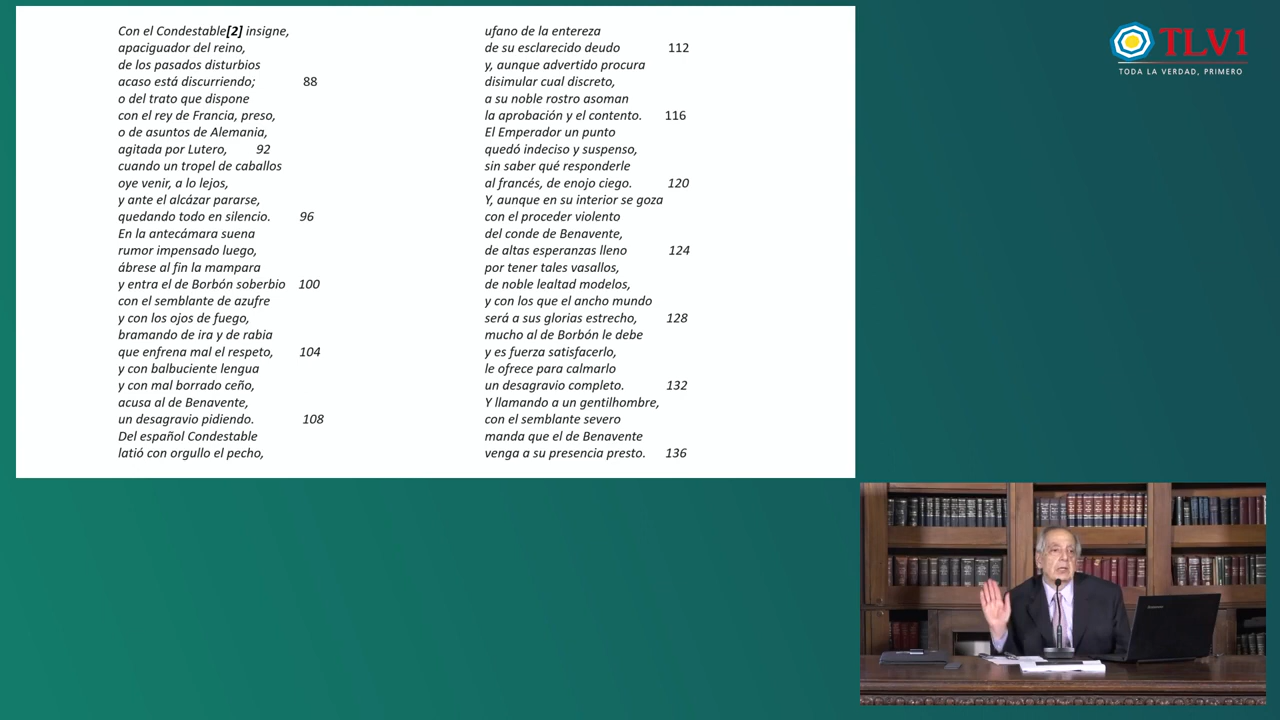 Con el Condestable[2] insigne,
apaciguador del reino,
de los pasados disturbios
acaso está discurriendo; 88
o del trato que dispone
con el rey de Francia, preso,
o de asuntos de Alemania,
agitada por Lutero, 92
cuando un tropel de caballos
oye venir, a lo lejos,
y ante el alcázar pararse,
quedando todo en silencio. 96
En la antecámara suena
rumor impensado luego,
ábrese al fin la mampara
y entra el de Borbón soberbio 100
con el semblante de azufre
y con los ojos de fuego,
bramando de ira y de rabia
que enfrena mal el respeto, 104
y con balbuciente lengua
y con mal borrado ceño,
acusa al de Benavente,
un desagravio pidiendo. 108
Del español Condestable
latió con orgullo el pecho,
ufano de la entereza
de su esclarecido deudo 112
y, aunque advertido procura
disimular cual discreto,
a su noble rostro asoman
la aprobación y el contento. 116
El Emperador un punto
quedó indeciso y suspenso,
sin saber qué responderle
al francés, de enojo ciego. 120
Y, aunque en su interior se goza
con el proceder violento
del conde de Benavente,
de altas esperanzas lleno 124
por tener tales vasallos,
de noble lealtad modelos,
y con los que el ancho mundo
será a sus glorias estrecho, 128
mucho al de Borbón le debe
y es fuerza satisfacerlo,
le ofrece para calmarlo
un desagravio completo. 132
Y llamando a un gentilhombre,
con el semblante severo
manda que el de Benavente
venga a su presencia presto. 136
TLV1
TODA LA VERDAD, PRIMERO